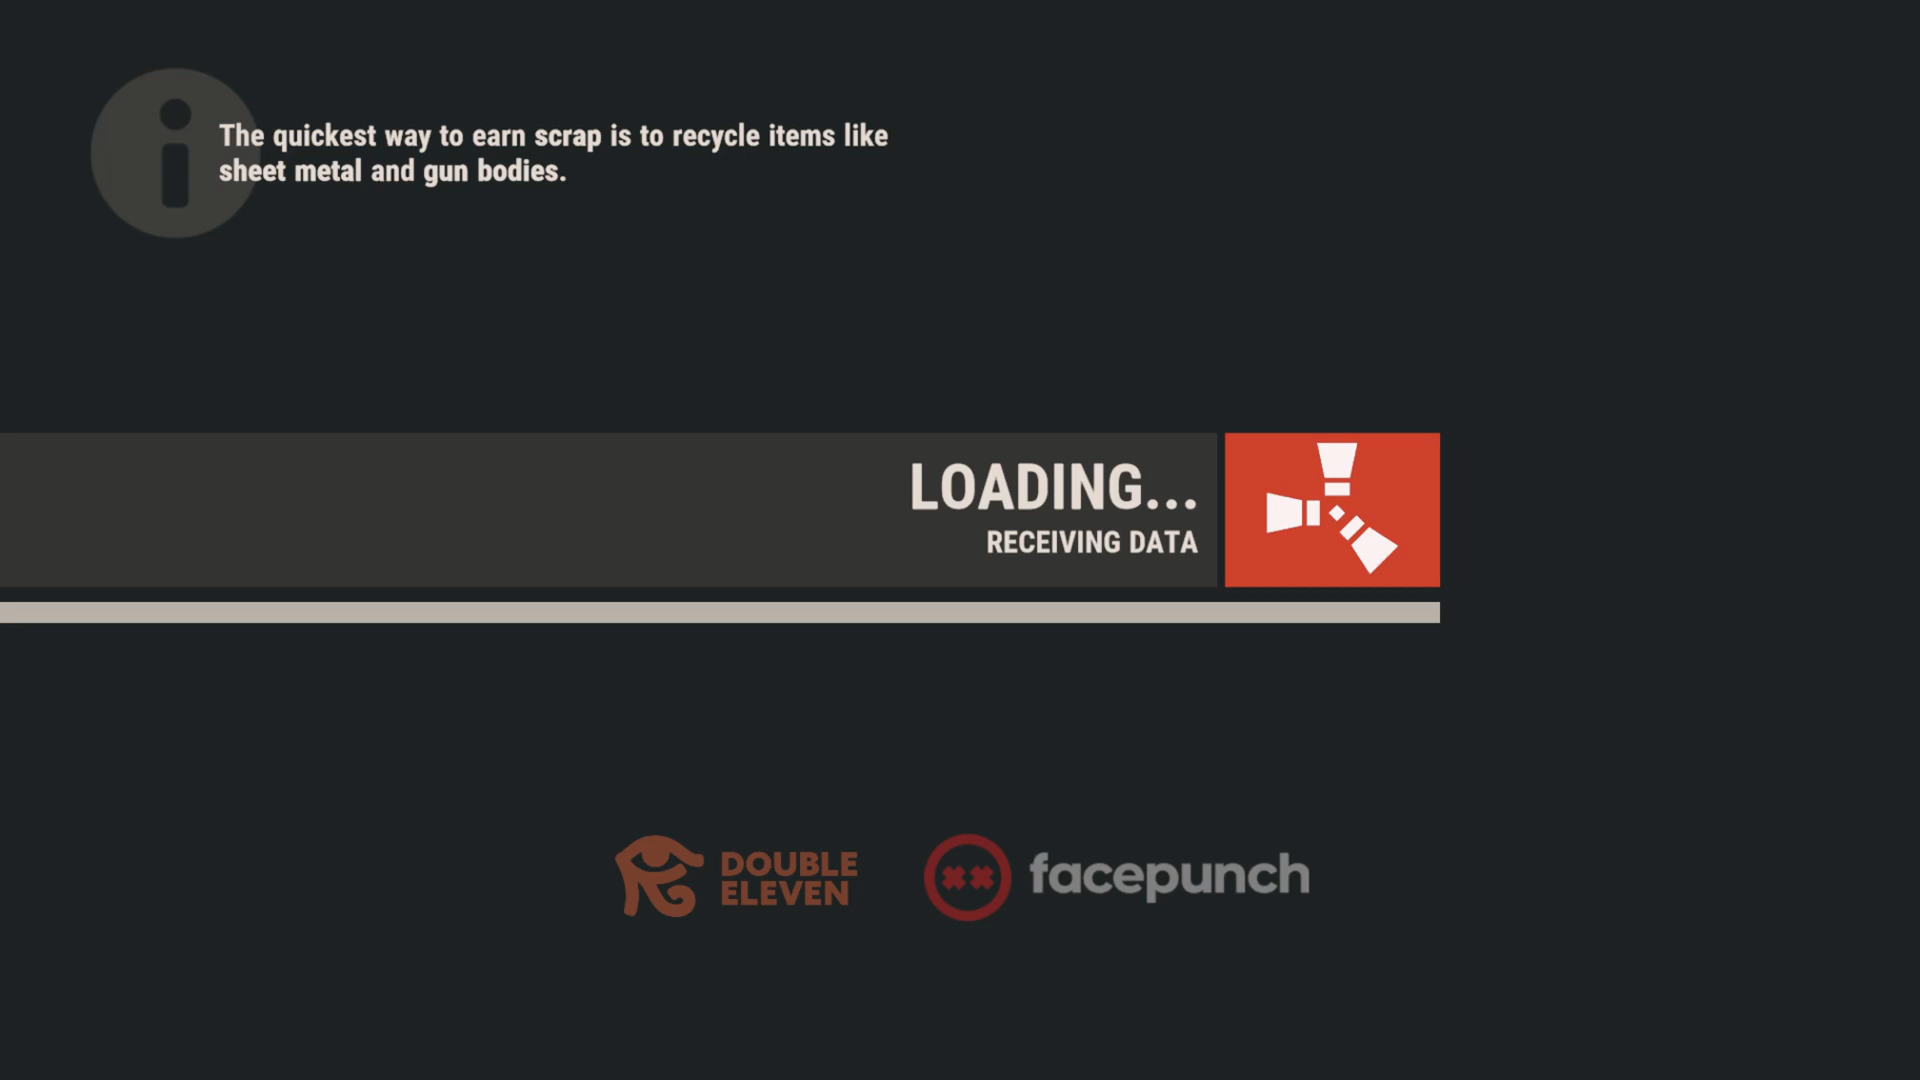 The quickest way to earn scrap is to recycle items like
sheet metal and gun bodies.
LOADING...
RECEIVING DATA
DOUBLE
ELEVEN
facepunch